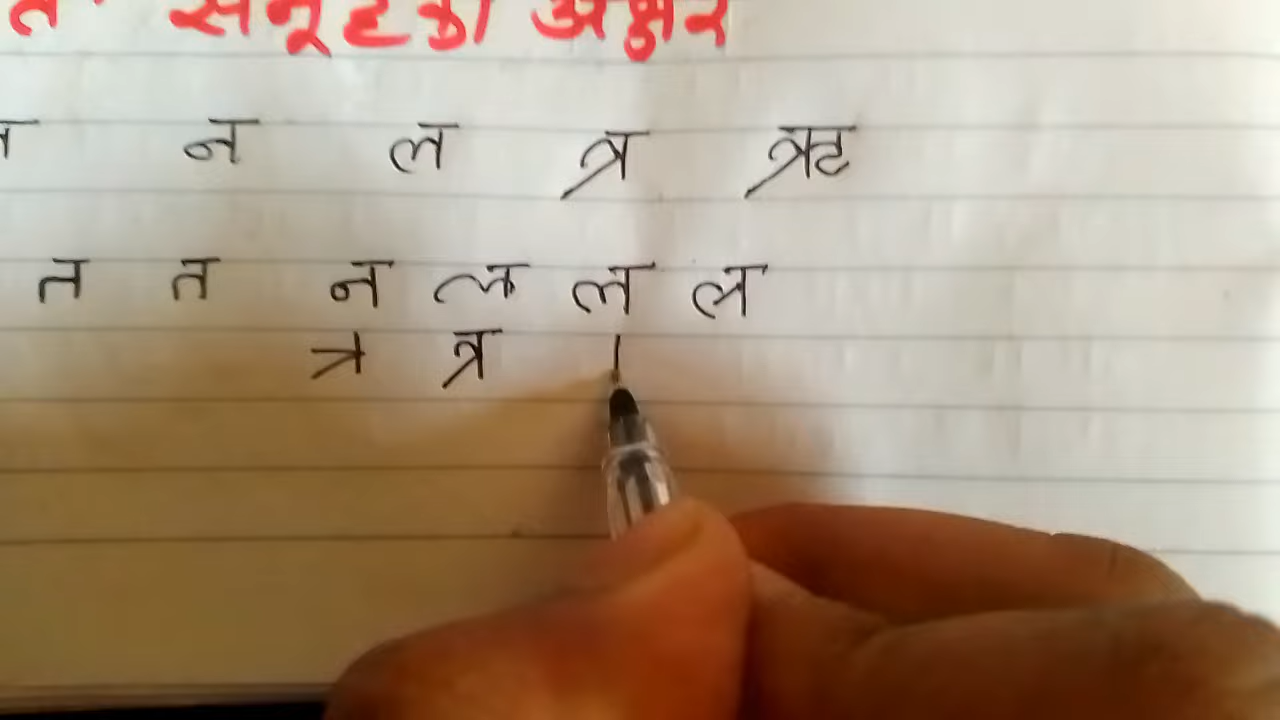 त समूहका अक्षर
त न ल त्र ऋ
त त न ल ल ल
त्र